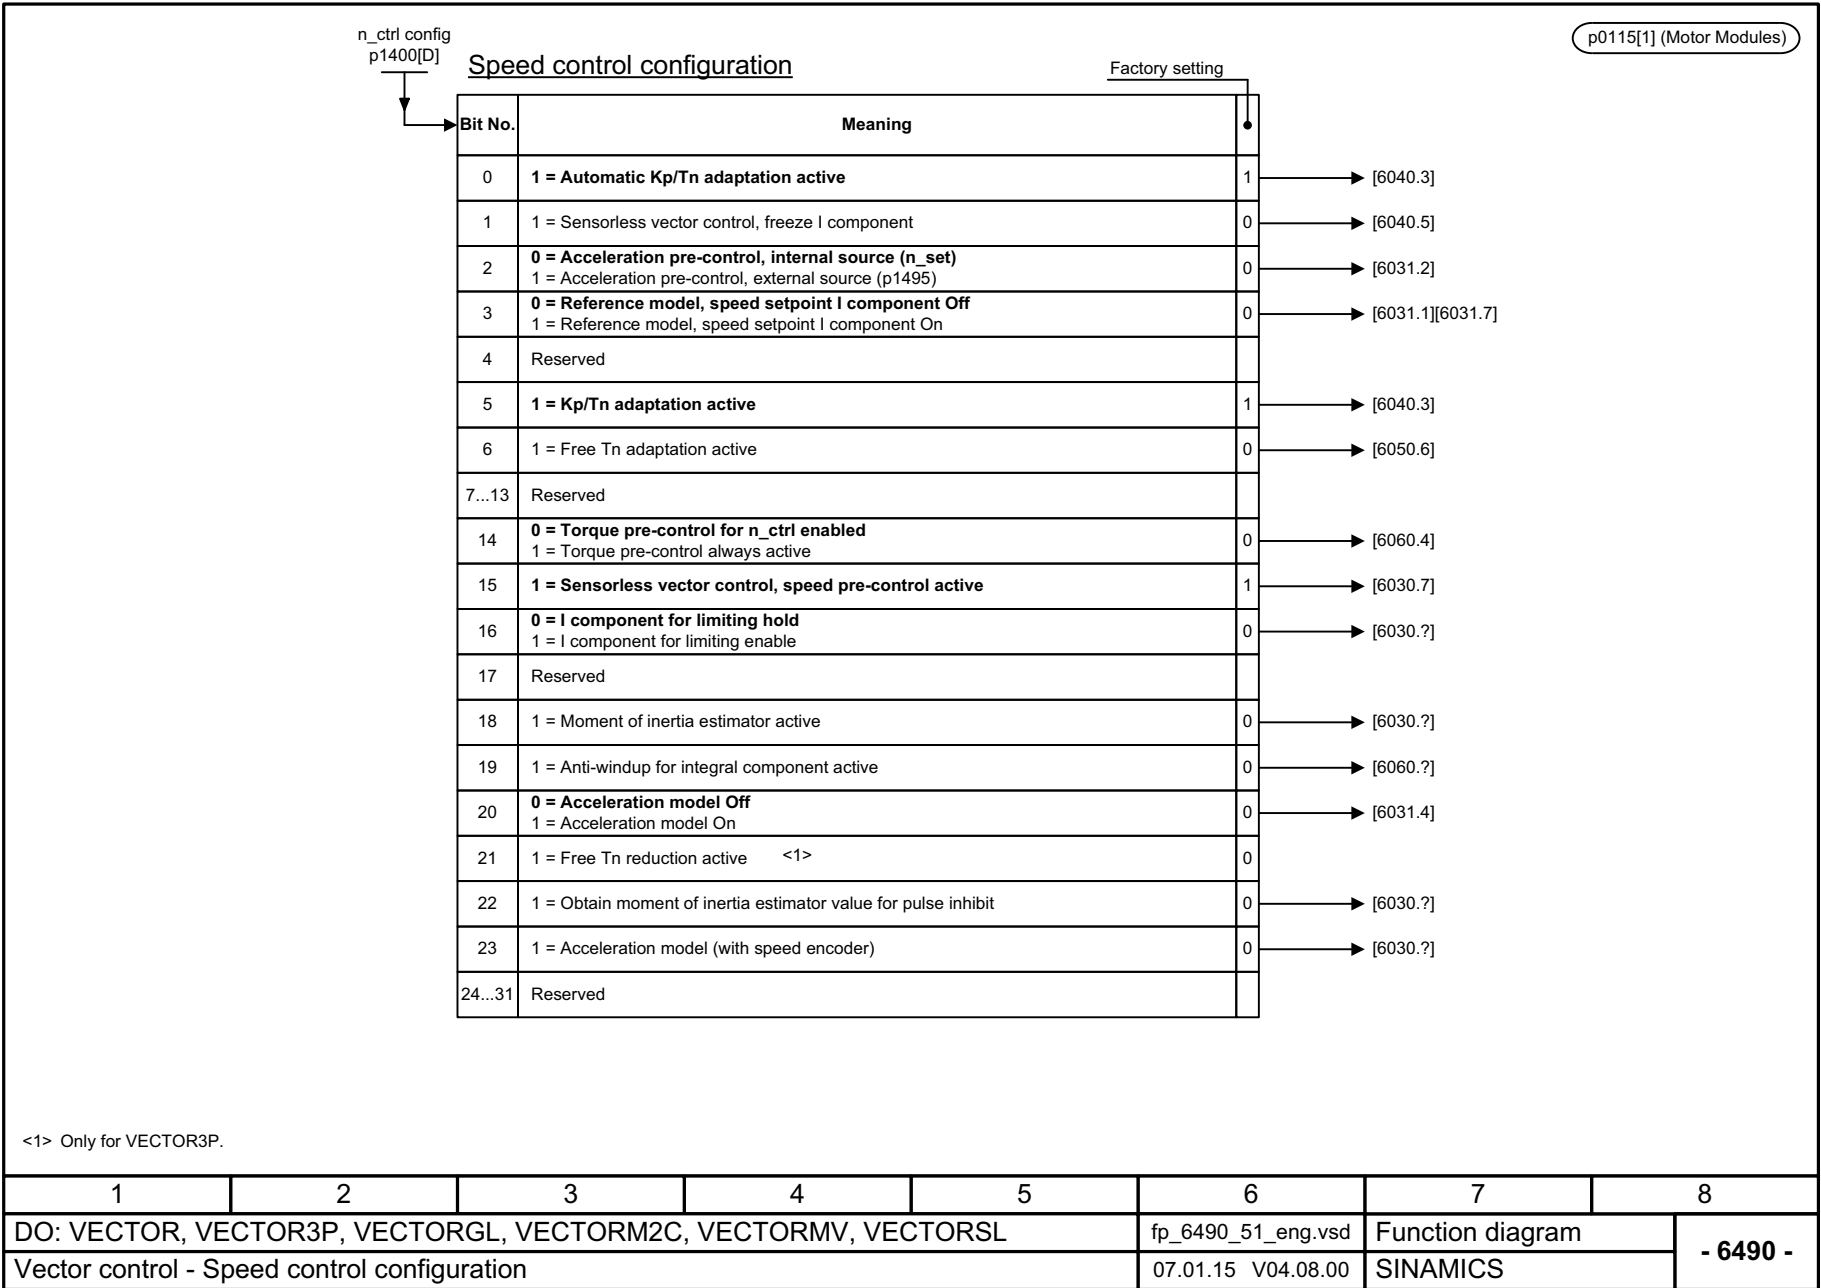 n_ctrl config
p1400[D]
p0115[1] (Motor Modules)
Speed control configuration
Factory setting
Bit No. Meaning
0 1 = Automatic Kp/Tn adaptation active 1 [6040.3]
1 1 = Sensorless vector control, freeze I component 0 [6040.5]
0 = Acceleration pre-control, internal source (n_set)
2 0 [6031.2]
1 = Acceleration pre-control, external source (p1495)
0 = Reference model, speed setpoint I component Off
3 0 [6031.1][6031.7]
1 = Reference model, speed setpoint I component On
4 Reserved
5 1 = Kp/Tn adaptation active 1 [6040.3]
6 1 = Free Tn adaptation active 0 [6050.6]
7...13 Reserved
0 = Torque pre-control for n_ctrl enabled
14 0 [6060.4]
1 = Torque pre-control always active
15 1 = Sensorless vector control, speed pre-control active 1 [6030.7]
0 = I component for limiting hold
16 0 [6030.?]
1 = I component for limiting enable
17 Reserved
18 1 = Moment of inertia estimator active 0 [6030.?]
19 1 = Anti-windup for integral component active 0 [6060.?]
0 = Acceleration model Off
20 0 [6031.4]
1 = Acceleration model On
21 1 = Free Tn reduction active <1> 0
22 1 = Obtain moment of inertia estimator value for pulse inhibit 0 [6030.?]
23 1 = Acceleration model (with speed encoder) 0 [6030.?]
24...31 Reserved
<1> Only for VECTOR3P.
1 2 3 4 5 6 7 8
DO: VECTOR, VECTOR3P, VECTORGL, VECTORM2C, VECTORMV, VECTORSL fp_6490_51_eng.vsd Function diagram
- 6490 -
Vector control - Speed control configuration 07.01.15 V04.08.00 SINAMICS